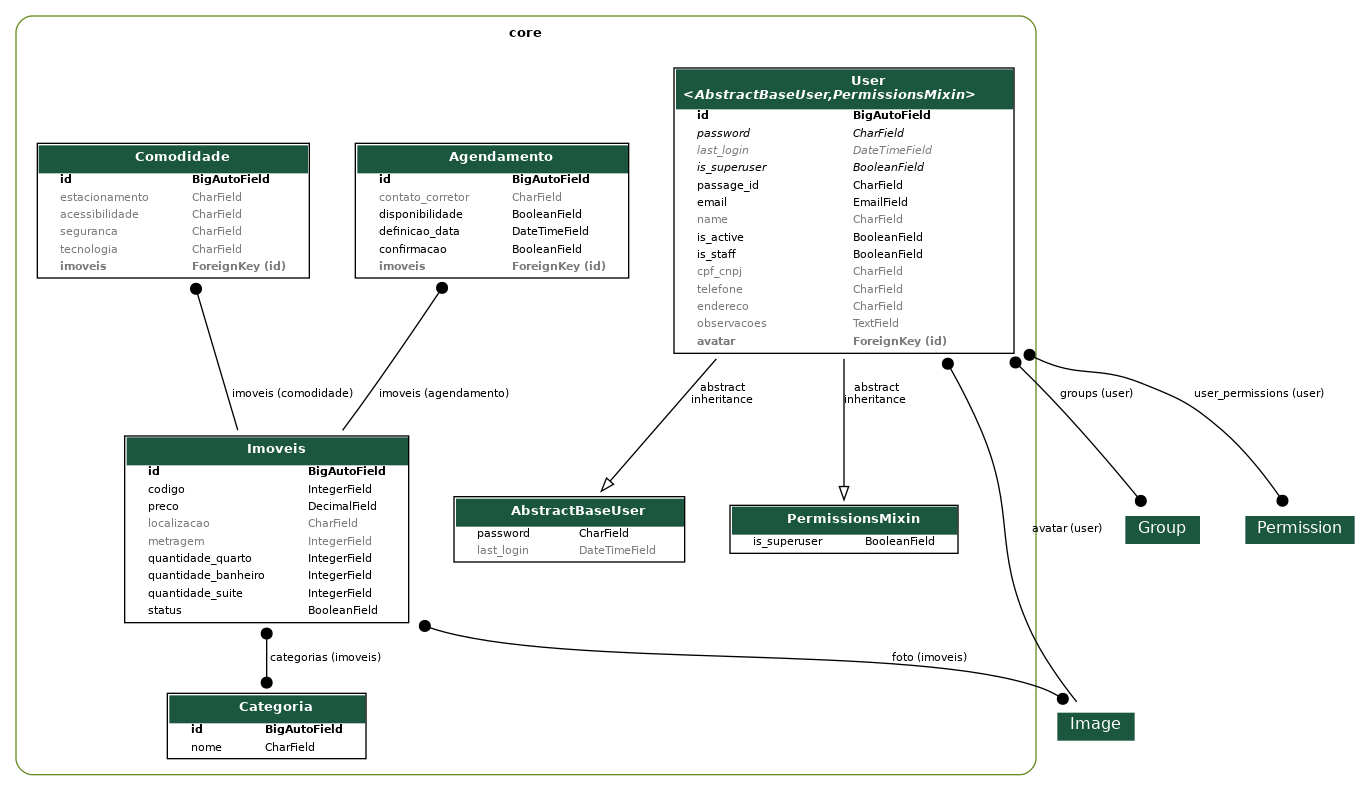 core
User
<AbstractBaseUser,PermissionsMixin>
id BigAutoField
password CharField
last_login DateTimeField
is_superuser BooleanField
passage_id CharField
email EmailField
name CharField
is_active BooleanField
is_staff BooleanField
cpf_cnpj CharField
telefone CharField
endereco CharField
observacoes TextField
avatar ForeignKey (id)
Comodidade
id BigAutoField
estacionamento CharField
acessibilidade CharField
seguranca CharField
tecnologia CharField
imoveis ForeignKey (id)
Agendamento
id BigAutoField
contato_corretor CharField
disponibilidade BooleanField
definicao_data DateTimeField
confirmacao BooleanField
imoveis ForeignKey (id)
imoveis (comodidade)
imoveis (agendamento)
abstract
inheritance
abstract
inheritance
groups (user)
user_permissions (user)
Imoveis
id BigAutoField
codigo IntegerField
preco DecimalField
localizacao CharField
metragem IntegerField
quantidade_quarto IntegerField
quantidade_banheiro IntegerField
quantidade_suite IntegerField
status BooleanField
AbstractBaseUser
password CharField
last_login DateTimeField
PermissionsMixin
is_superuser BooleanField
avatar (user)
Group
Permission
categorias (imoveis)
foto (imoveis)
Categoria
id BigAutoField
nome CharField
Image